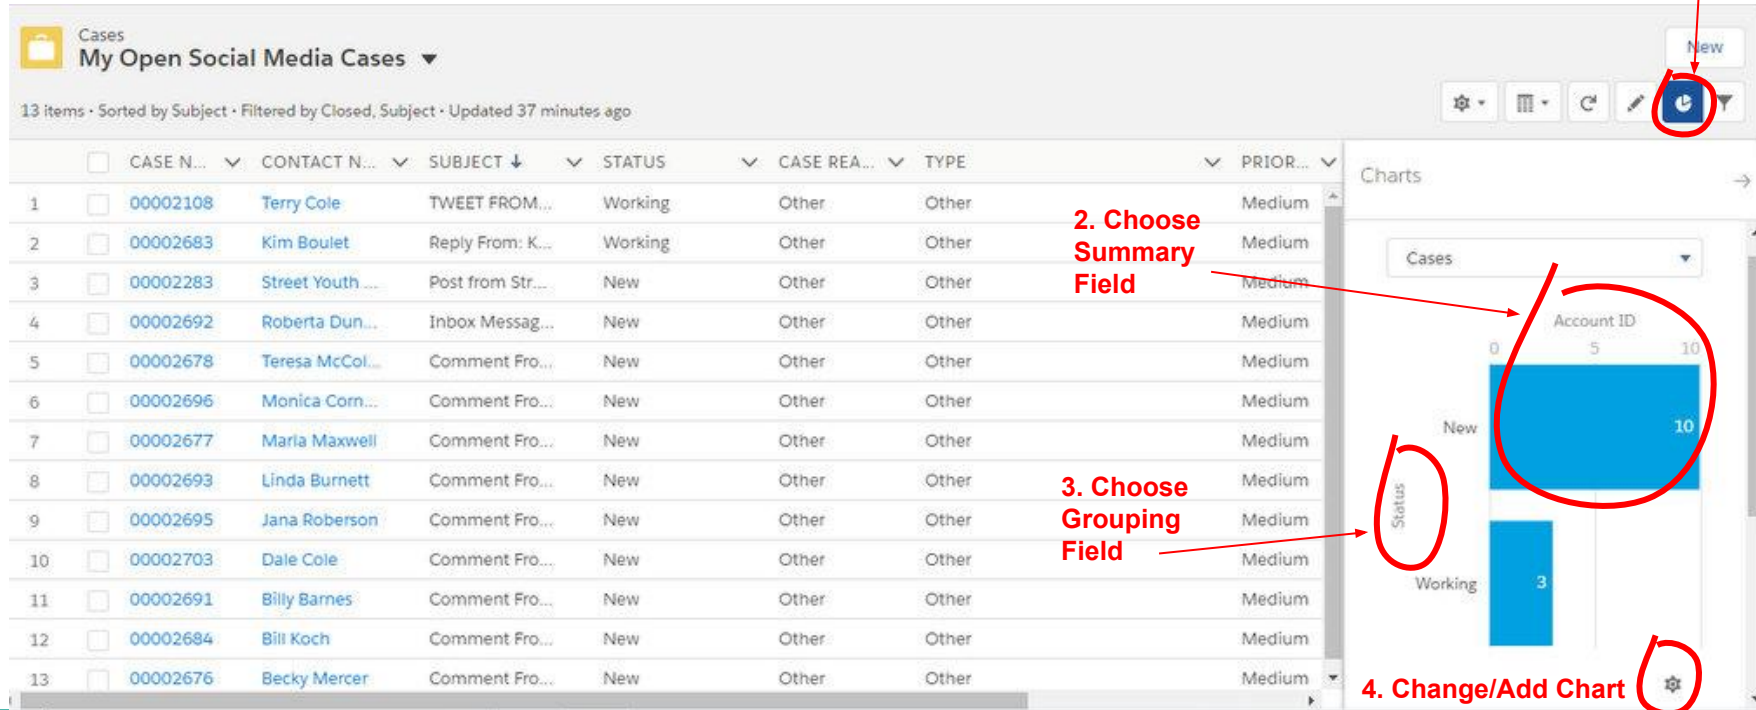 Cases
My Open Social Media Cases
New
13 items • Sorted by Subject • Filtered by Closed, Subject • Updated 37 minutes ago
CASE N... CONTACT N... SUBJECT STATUS CASE REA... TYPE PRIOR...
1 00002108 Terry Cole TWEET FROM... Working Other Other Medium
2 00002683 Kim Boulet Reply From: K... Working Other Other Medium
3 00002283 Street Youth ... Post from Str... New Other Other Medium
4 00002692 Roberta Dun... Inbox Messag... New Other Other Medium
5 00002678 Teresa McCol... Comment Fro... New Other Other Medium
6 00002696 Monica Corn... Comment Fro... New Other Other Medium
7 00002677 Marla Maxwell Comment Fro... New Other Other Medium
8 00002693 Linda Burnett Comment Fro... New Other Other Medium
9 00002695 Jana Roberson Comment Fro... New Other Other Medium
10 00002703 Dale Cole Comment Fro... New Other Other Medium
11 00002691 Billy Barnes Comment Fro... New Other Other Medium
12 00002684 Bill Koch Comment Fro... New Other Other Medium
13 00002676 Becky Mercer Comment Fro... New Other Other Medium
2. Choose
Summary
Field
3. Choose
Grouping
Field
Charts
Cases
Account ID
0 5 10
New 10
Status
Working 3
4. Change/Add Chart